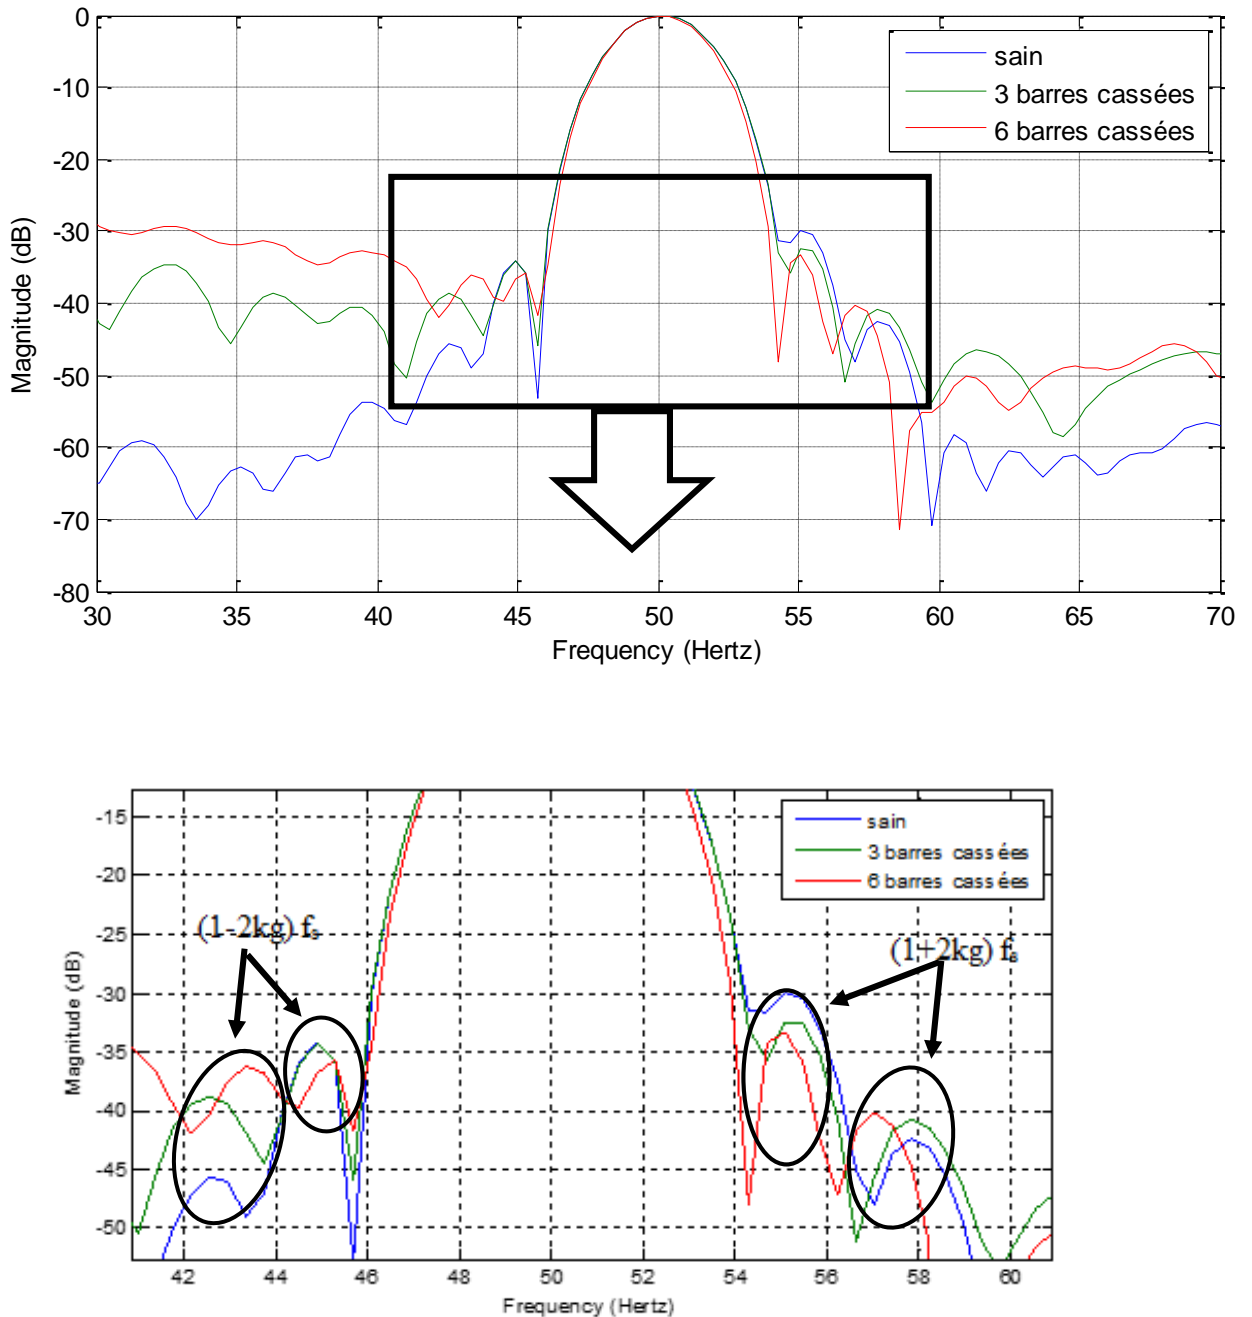 0
-10
-20
-30
-40
-50
-60
-70
-80
Magnitude (dB)
sain
3 barres cassées
6 barres cassées
30 35 40 45 50 55 60 65 70
Frequency (Hertz)
-15
-20
-25
-30
-35
-40
-45
-50
Magnitude (dB)
sain
3 barres cassées
6 barres cassées
(1-2kg) fs
(1+2kg) fs
42 44 46 48 50 52 54 56 58 60
Frequency (Hertz)